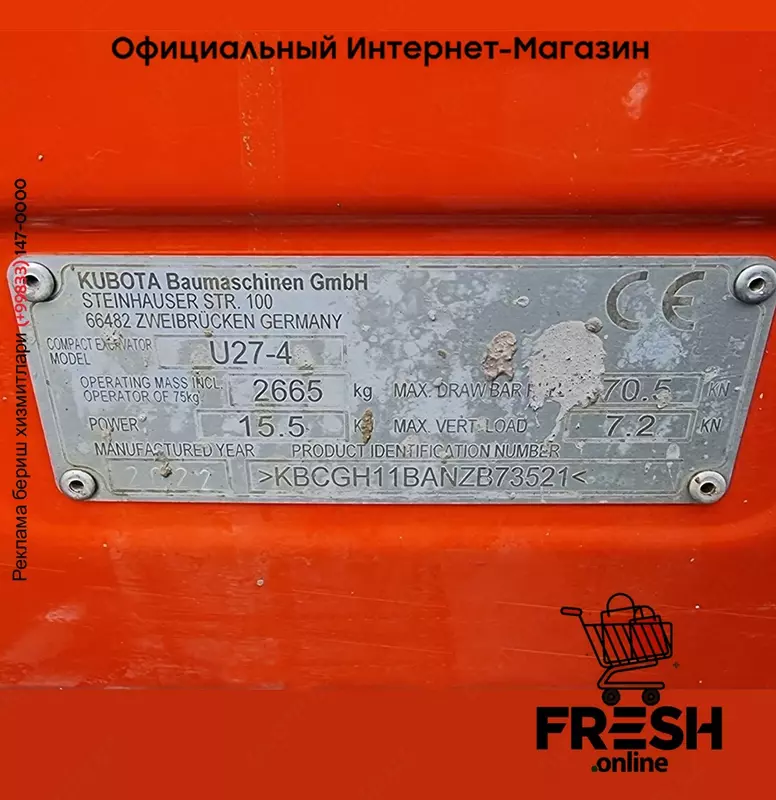 Официальный Интернет-Магазин
Реклама бериш хизмитлари (+99833) 147-0000
KUBOTA Baumaschinen GmbH
STEINHAUSER STR. 100
66482 ZWEIBRÜCKEN GERMANY
CE
COMPACT EXCAVATOR
MODEL U27-4
OPERATING MASS INCL.
OPERATOR OF 75kg. 2665 kg MAX. DRAW BAR 70.5 KN
POWER 15.5 MAX. VERT. LOAD 7.2 KN
MANUFACTURED YEAR PRODUCT IDENTIFICATION NUMBER
2022 >KBCGH11BANZB73521<
FRESH
.online